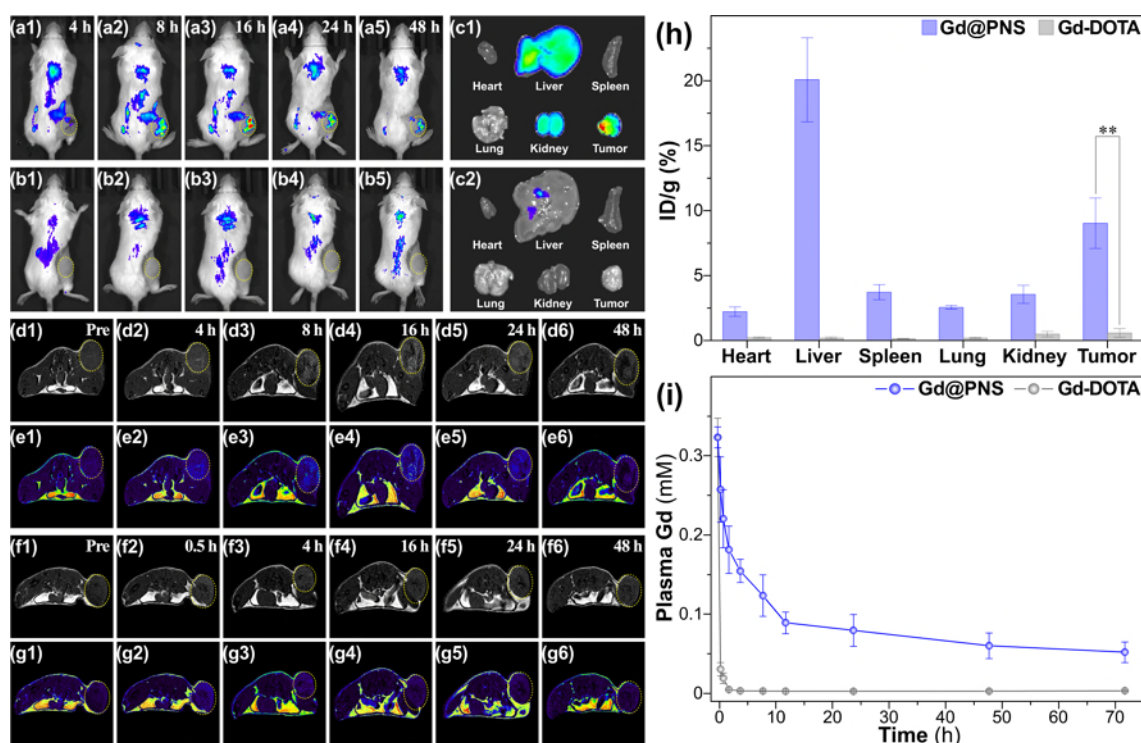 (a1) 4 h (a2) 8 h (a3) 16 h (a4) 24 h (a5) 48 h (c1)
Heart Liver Spleen
Lung Kidney Tumor
(b1) (b2) (b3) (b4) (b5) (c2)
Heart Liver Spleen
Lung Kidney Tumor
(d1) Pre (d2) 4 h (d3) 8 h (d4) 16 h (d5) 24 h (d6) 48 h
(e1) (e2) (e3) (e4) (e5) (e6)
(f1) Pre (f2) 0.5 h (f3) 4 h (f4) 16 h (f5) 24 h (f6) 48 h
(g1) (g2) (g3) (g4) (g5) (g6)
(h) Gd@PNS Gd-DOTA
ID/g (%)
20
15
10
5
0
**
Heart Liver Spleen Lung Kidney Tumor
(i) Gd@PNS Gd-DOTA
Plasma Gd (mM)
0.3
0.2
0.1
0
0 10 20 30 40 50 60 70
Time (h)